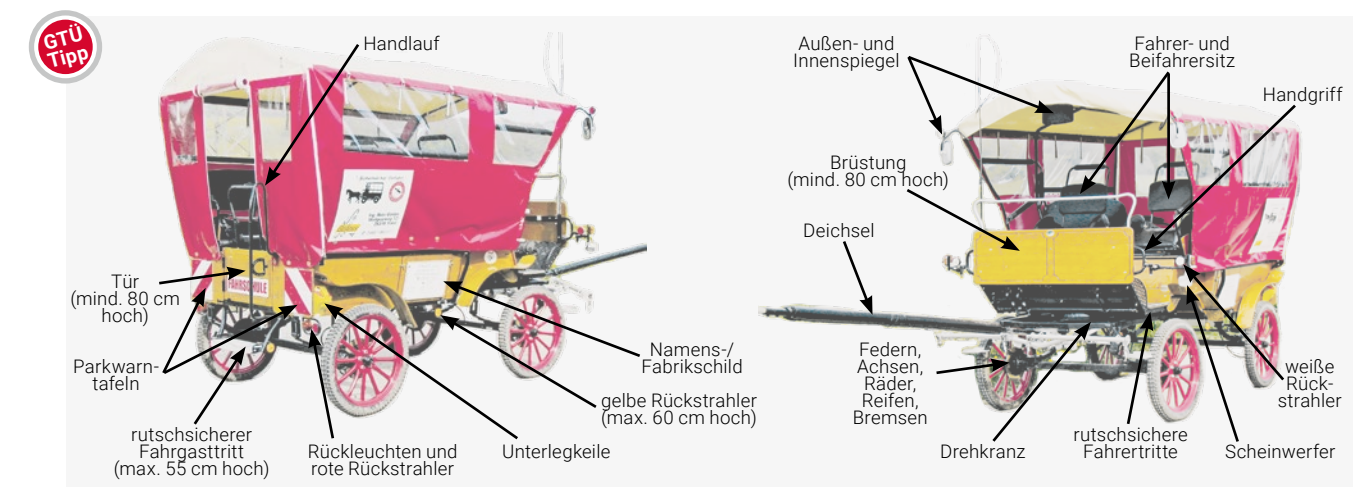 GTÜ
Tipp
Handlauf
Tür
(mind. 80 cm
hoch)
FAHRSCHULE
Parkwarn-
tafeln
rutschsicherer
Fahrgasttritt
(max. 55 cm hoch)
Rückleuchten und
rote Rückstrahler
Unterlegkeile
gelbe Rückstrahler
(max. 60 cm hoch)
Namens-/
Fabrikschild
Außen- und
Innenspiegel
Fahrer- und
Beifahrersitz
Handgriff
Brüstung
(mind. 80 cm hoch)
Deichsel
Federn,
Achsen,
Räder,
Reifen,
Bremsen
Drehkranz
rutschsichere
Fahrertritte
Scheinwerfer
weiße
Rück-
strahler